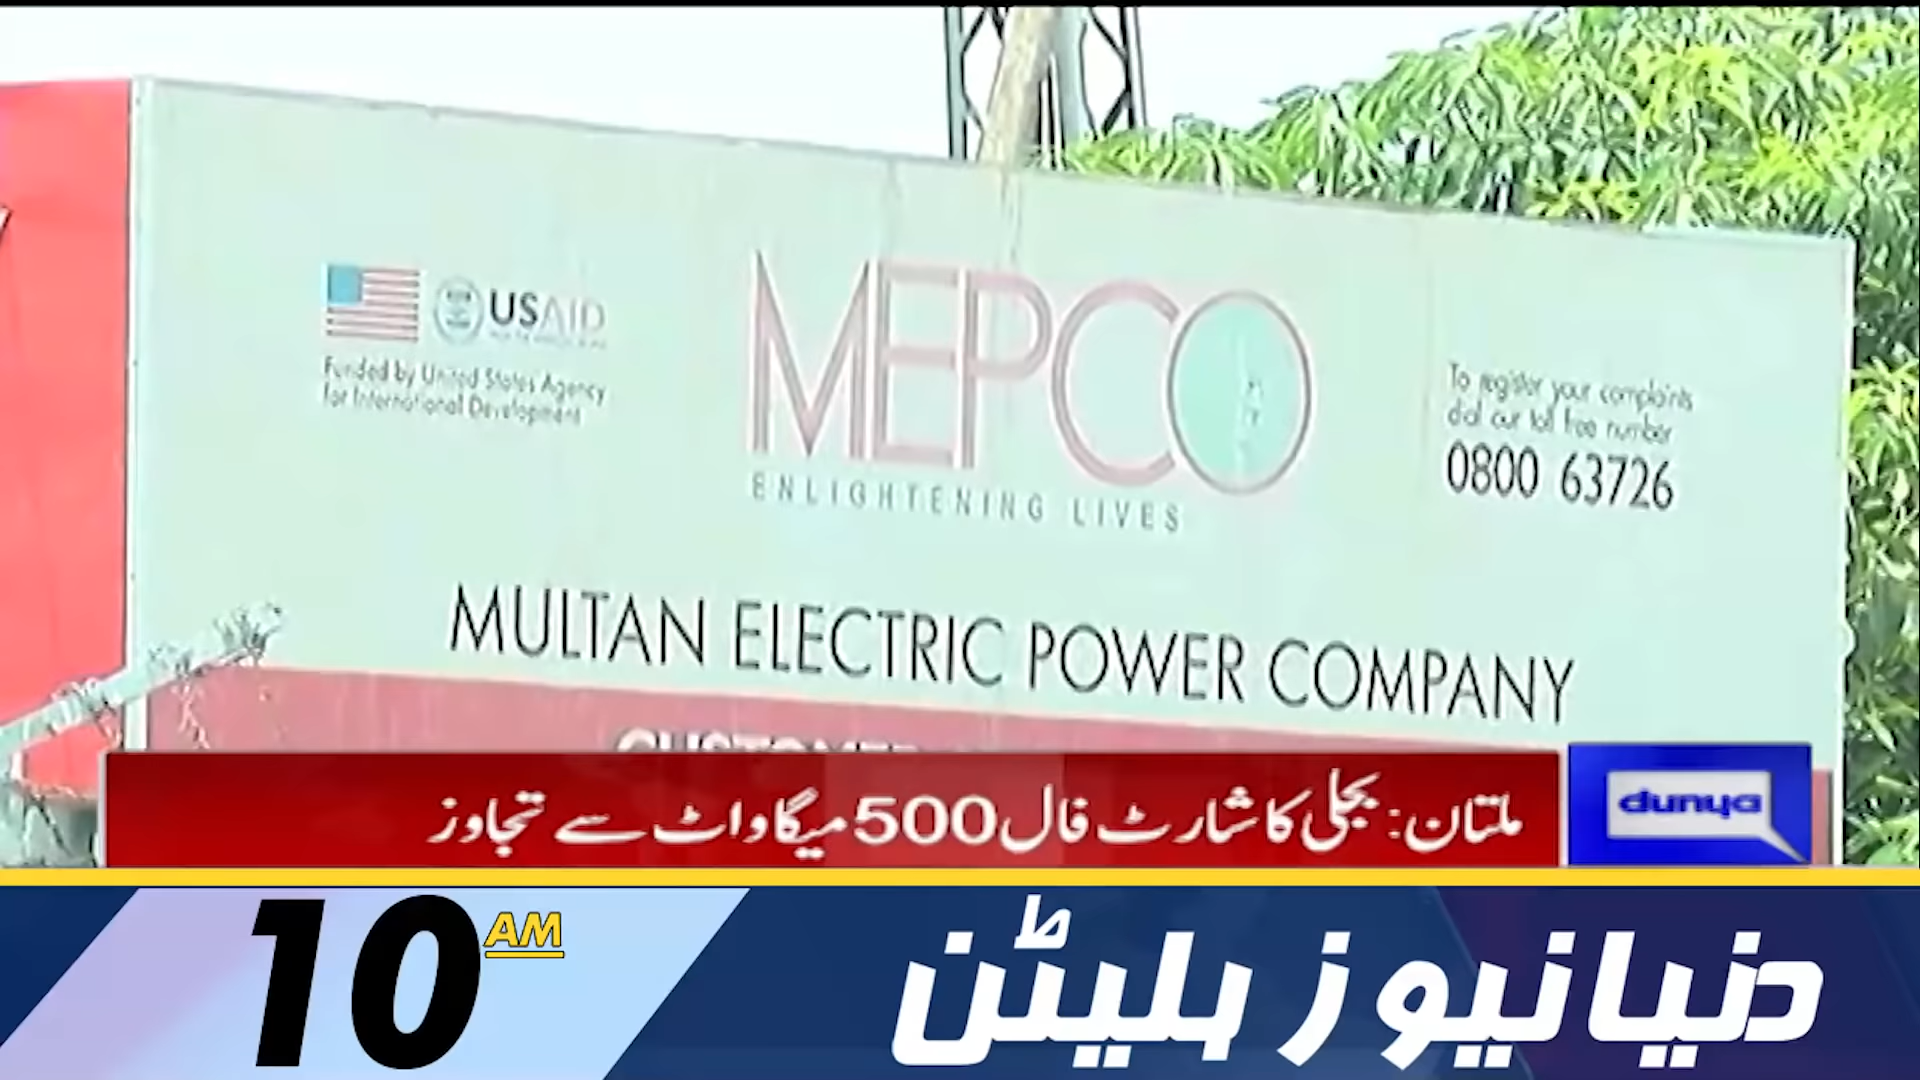 USAID
Funded by United States Agency
for International Development
MEPCO
ENLIGHTENING LIVES
To register your complaints
dial our toll free number
0800 63726
MULTAN ELECTRIC POWER COMPANY
ملتان: بجلی کا شارٹ فال 500 میگا واٹ سے تجاوز
dunya
10 AM
دنیا نیوز بلیٹن